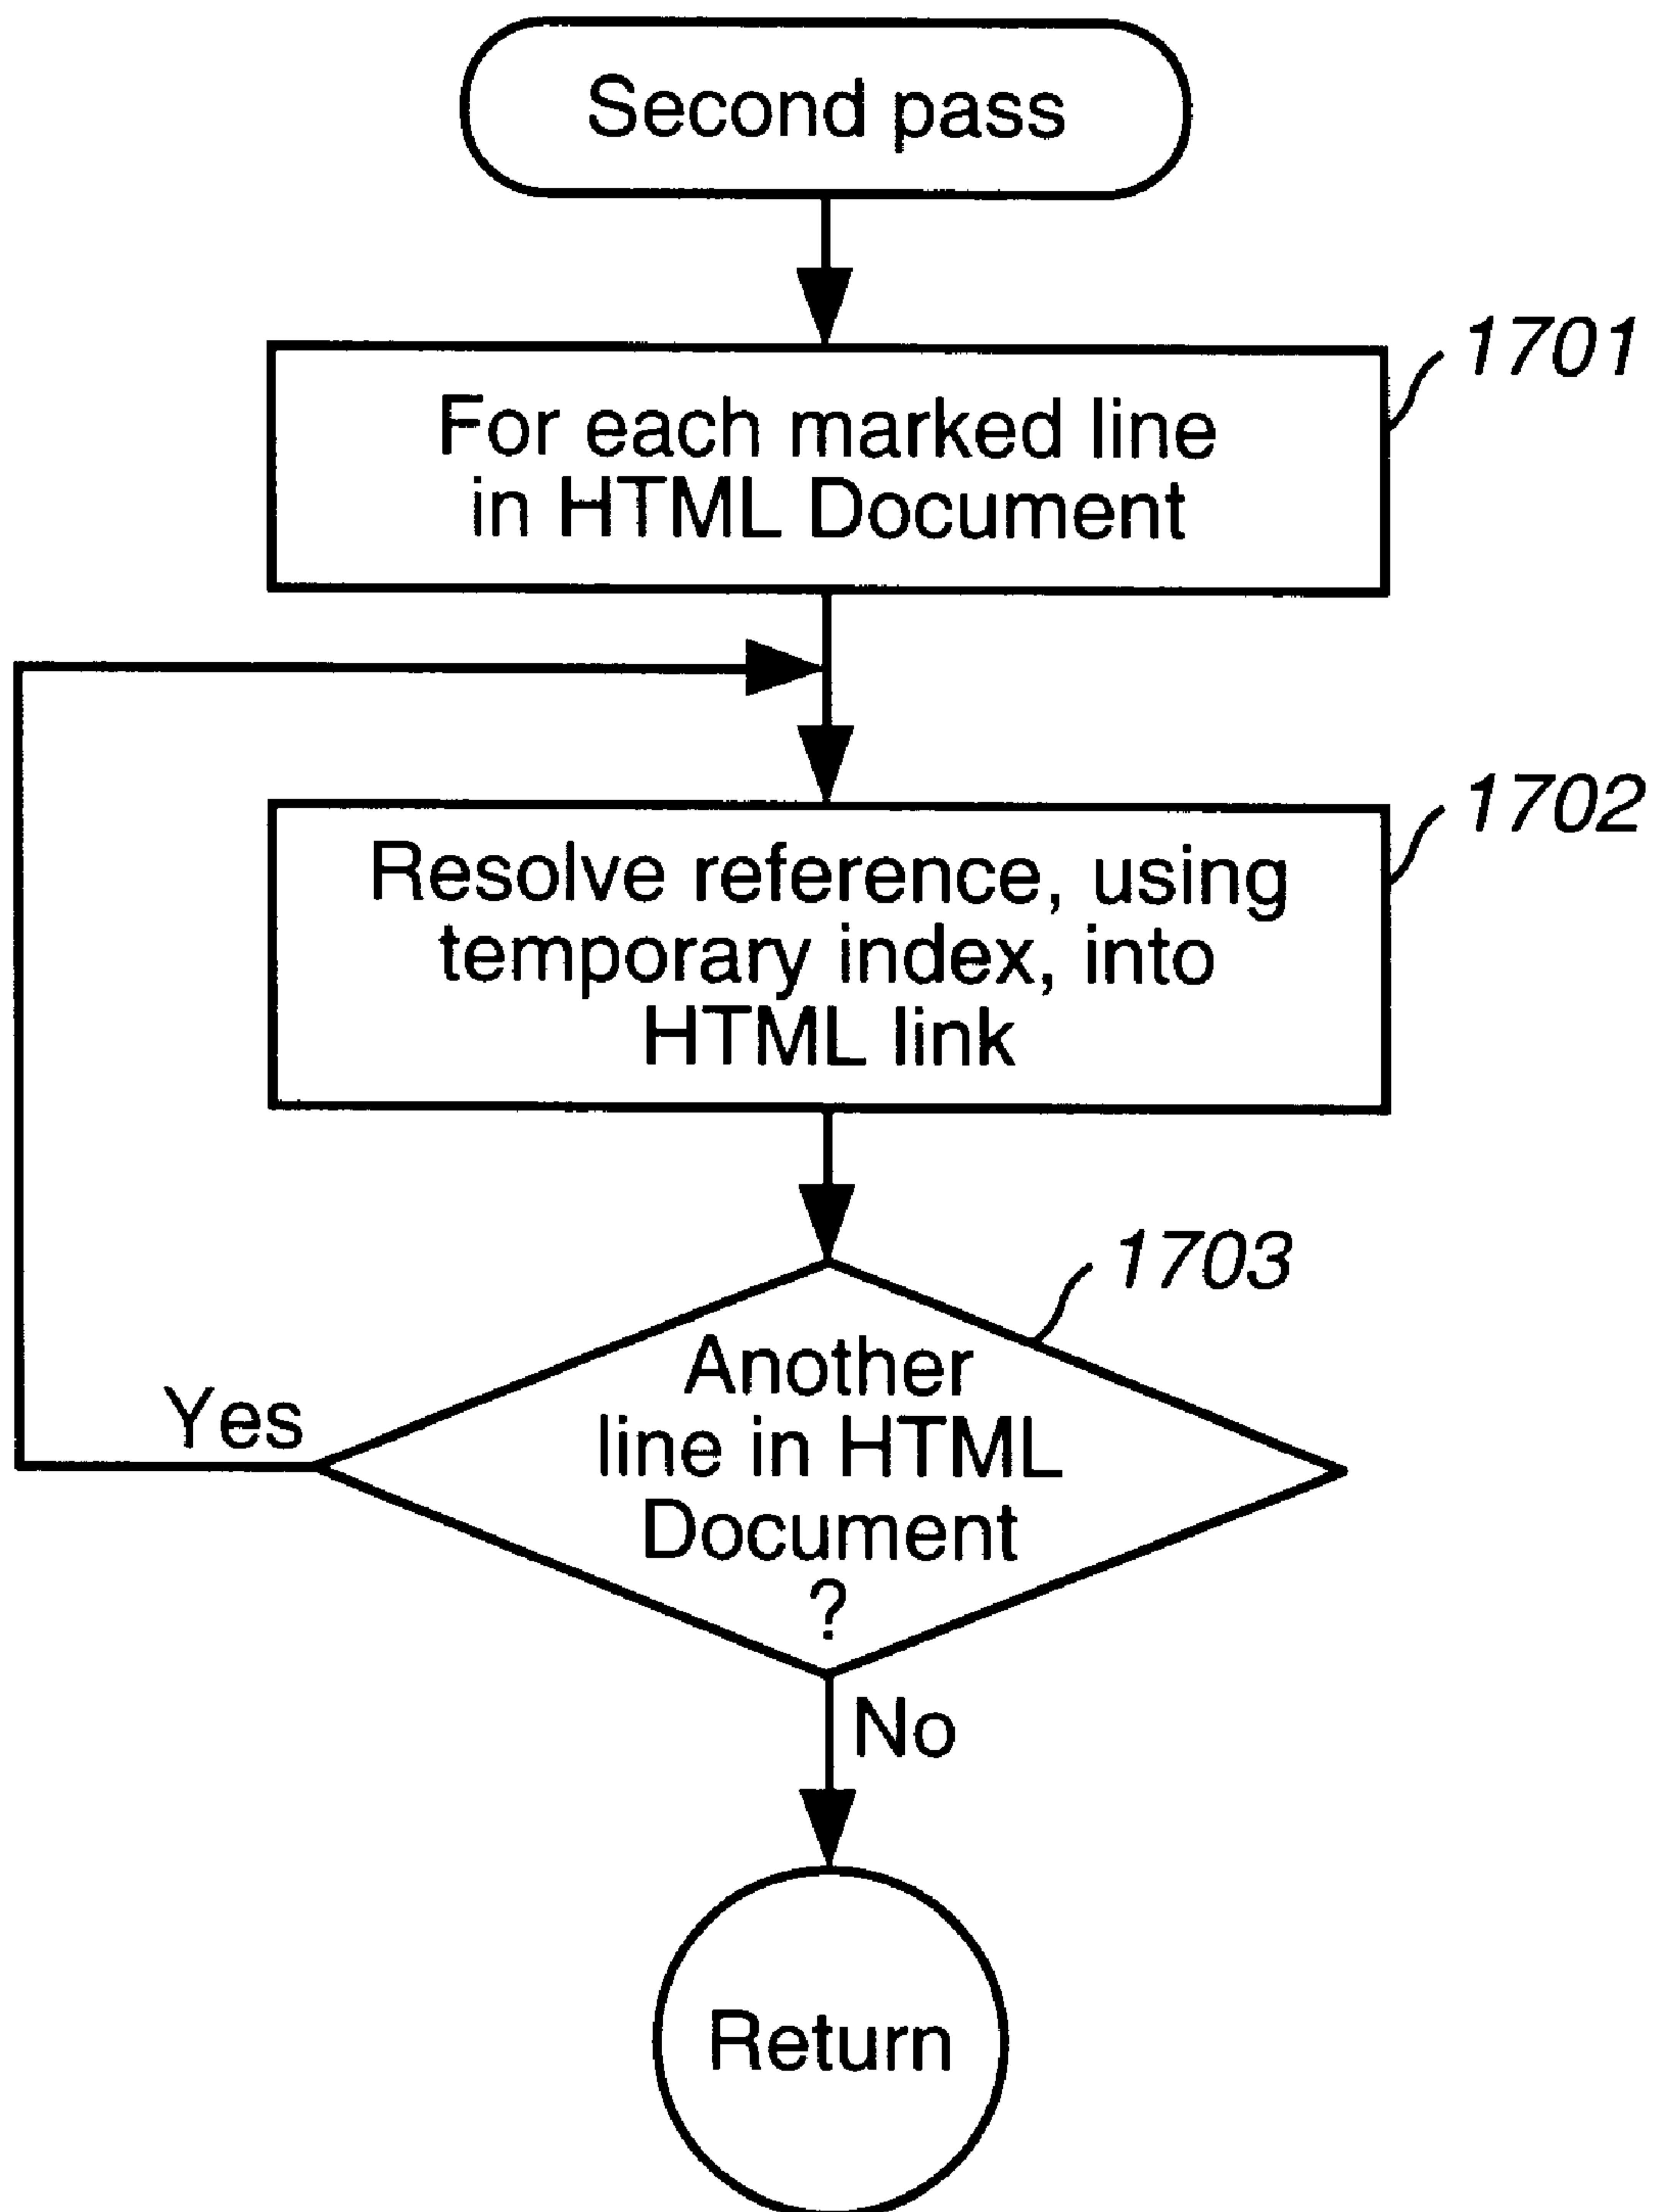 Second pass
1701
For each marked line
in HTML Document
1702
Resolve reference, using
temporary index, into
HTML link
1703
Another
line in HTML
Document
?
Yes
No
Return